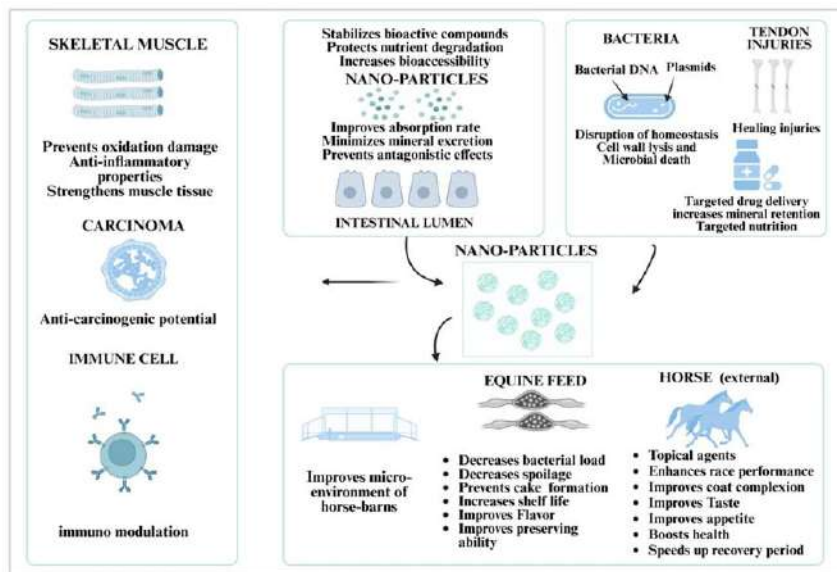 SKELETAL MUSCLE
Prevents oxidation damage
Anti-inflammatory
properties
Strengthens muscle tissue
CARCINOMA
Anti-carcinogenic potential
IMMUNE CELL
immuno modulation
Stabilizes bioactive compounds
Protects nutrient degradation
Increases bioaccessibility
NANO-PARTICLES
Improves absorption rate
Minimizes mineral excretion
Prevents antagonistic effects
INTESTINAL LUMEN
BACTERIA
Bacterial DNA
Plasmids
Disruption of homeostasis
Cell wall lysis and
Microbial death
TENDON
INJURIES
Healing injuries
Targeted drug delivery
increases mineral retention
Targeted nutrition
NANO-PARTICLES
Improves micro-
environment of
horse-barns
EQUINE FEED
• Decreases bacterial load
• Decreases spoilage
• Prevents cake formation
• Increases shelf life
• Improves Flavor
• Improves preserving
ability
HORSE (external)
• Topical agents
• Enhances race performance
• Improves coat complexion
• Improves Taste
• Improves appetite
• Boosts health
• Speeds up recovery period